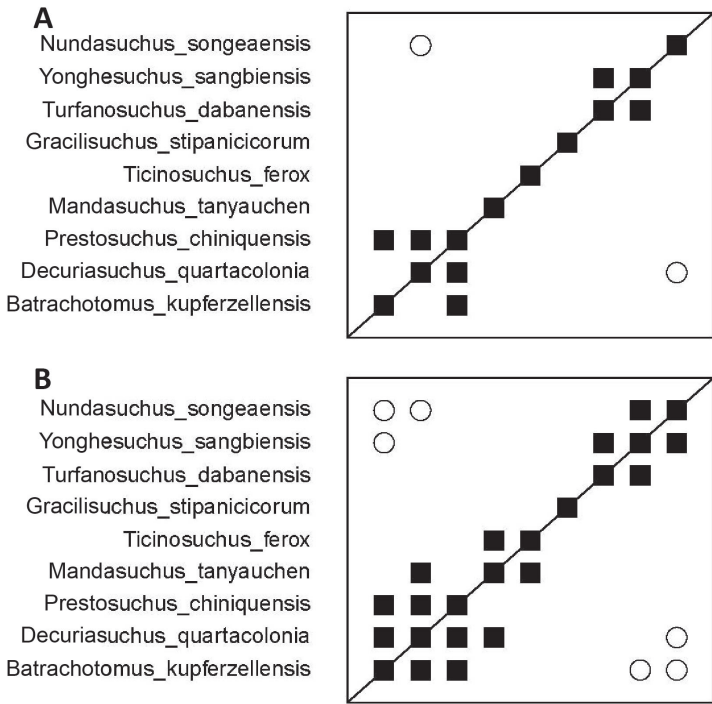 A
Nundasuchus_songeaensis
Yonghesuchus_sangbiensis
Turfanosuchus_dabanensis
Gracilisuchus_stipanicicorum
Ticinosuchus_ferox
Mandasuchus_tanyauchen
Prestosuchus_chiniquensis
Decuriasuchus_quartacolonia
Batrachotomus_kupferzellensis
B
Nundasuchus_songeaensis
Yonghesuchus_sangbiensis
Turfanosuchus_dabanensis
Gracilisuchus_stipanicicorum
Ticinosuchus_ferox
Mandasuchus_tanyauchen
Prestosuchus_chiniquensis
Decuriasuchus_quartacolonia
Batrachotomus_kupferzellensis